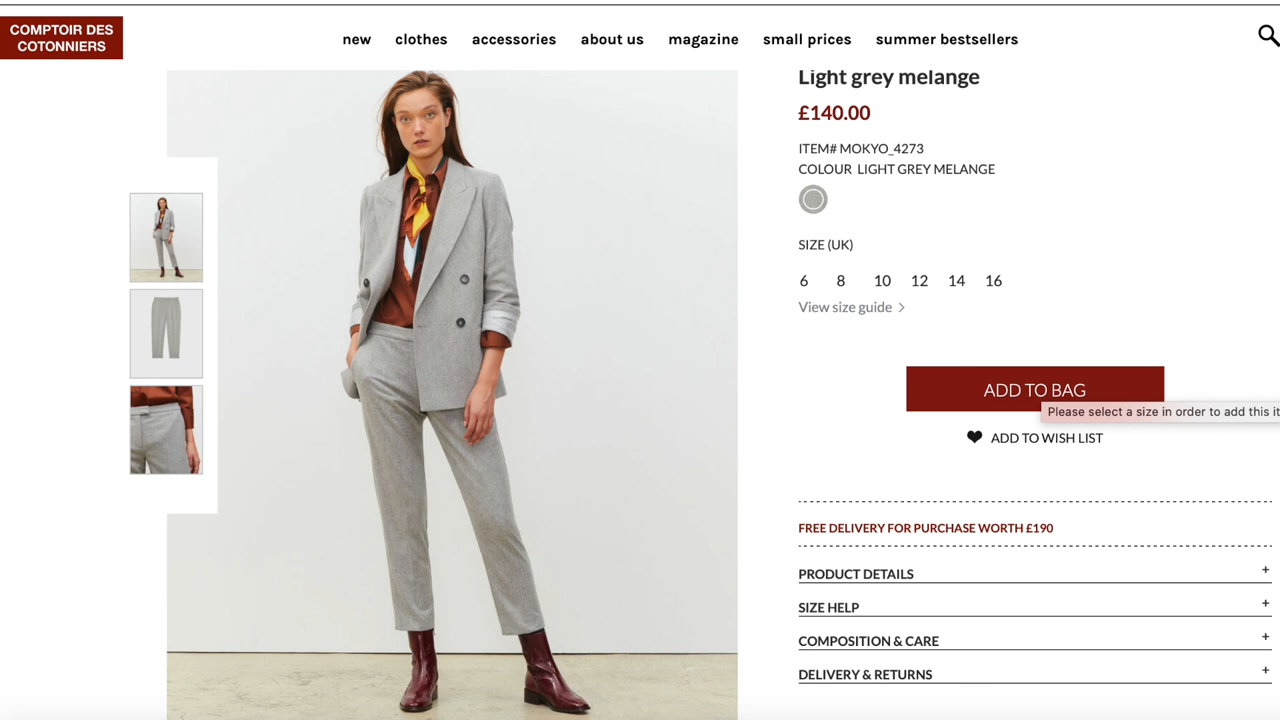 COMPTOIR DES
COTONNIERS
new clothes accessories about us magazine small prices summer bestsellers
Light grey melange
£140.00
ITEM# MOKYO_4273
COLOUR LIGHT GREY MELANGE
SIZE (UK)
6 8 10 12 14 16
View size guide >
ADD TO BAG
Please select a size in order to add this it
ADD TO WISH LIST
FREE DELIVERY FOR PURCHASE WORTH £190
PRODUCT DETAILS +
SIZE HELP +
COMPOSITION & CARE +
DELIVERY & RETURNS +